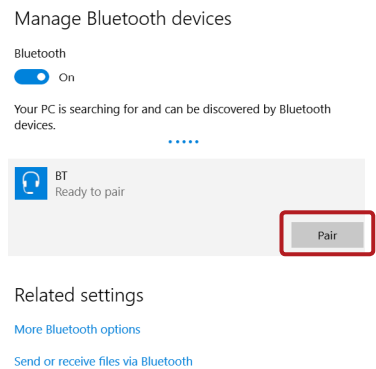 Manage Bluetooth devices
Bluetooth
On
Your PC is searching for and can be discovered by Bluetooth
devices.
BT
Ready to pair
Pair
Related settings
More Bluetooth options
Send or receive files via Bluetooth